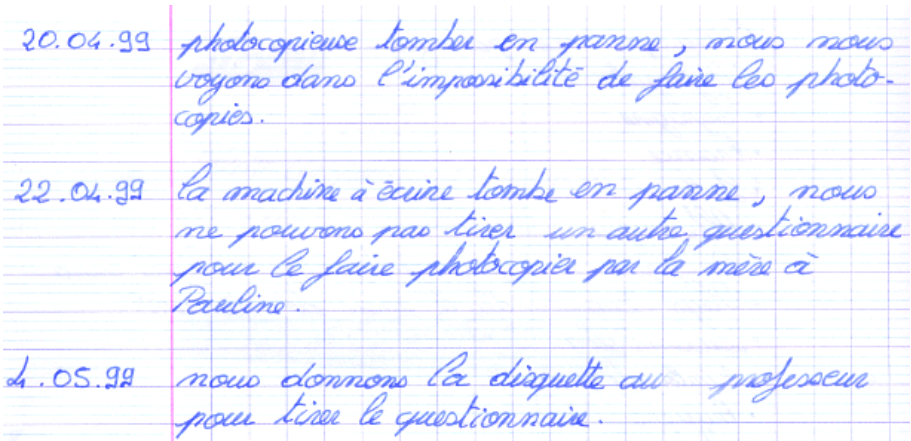 20.04.99 photocopieuse tomber en panne, nous nous
voyons dans l'impossibilité de faire les photo-
copies.
22.04.99 la machine à écrire tombe en panne, nous
ne pouvons pas tirer un autre questionnaire
pour le faire photocopier par la mère à
Pauline.
4.05.99 nous donnons la disquette au professeur
pour tirer le questionnaire.